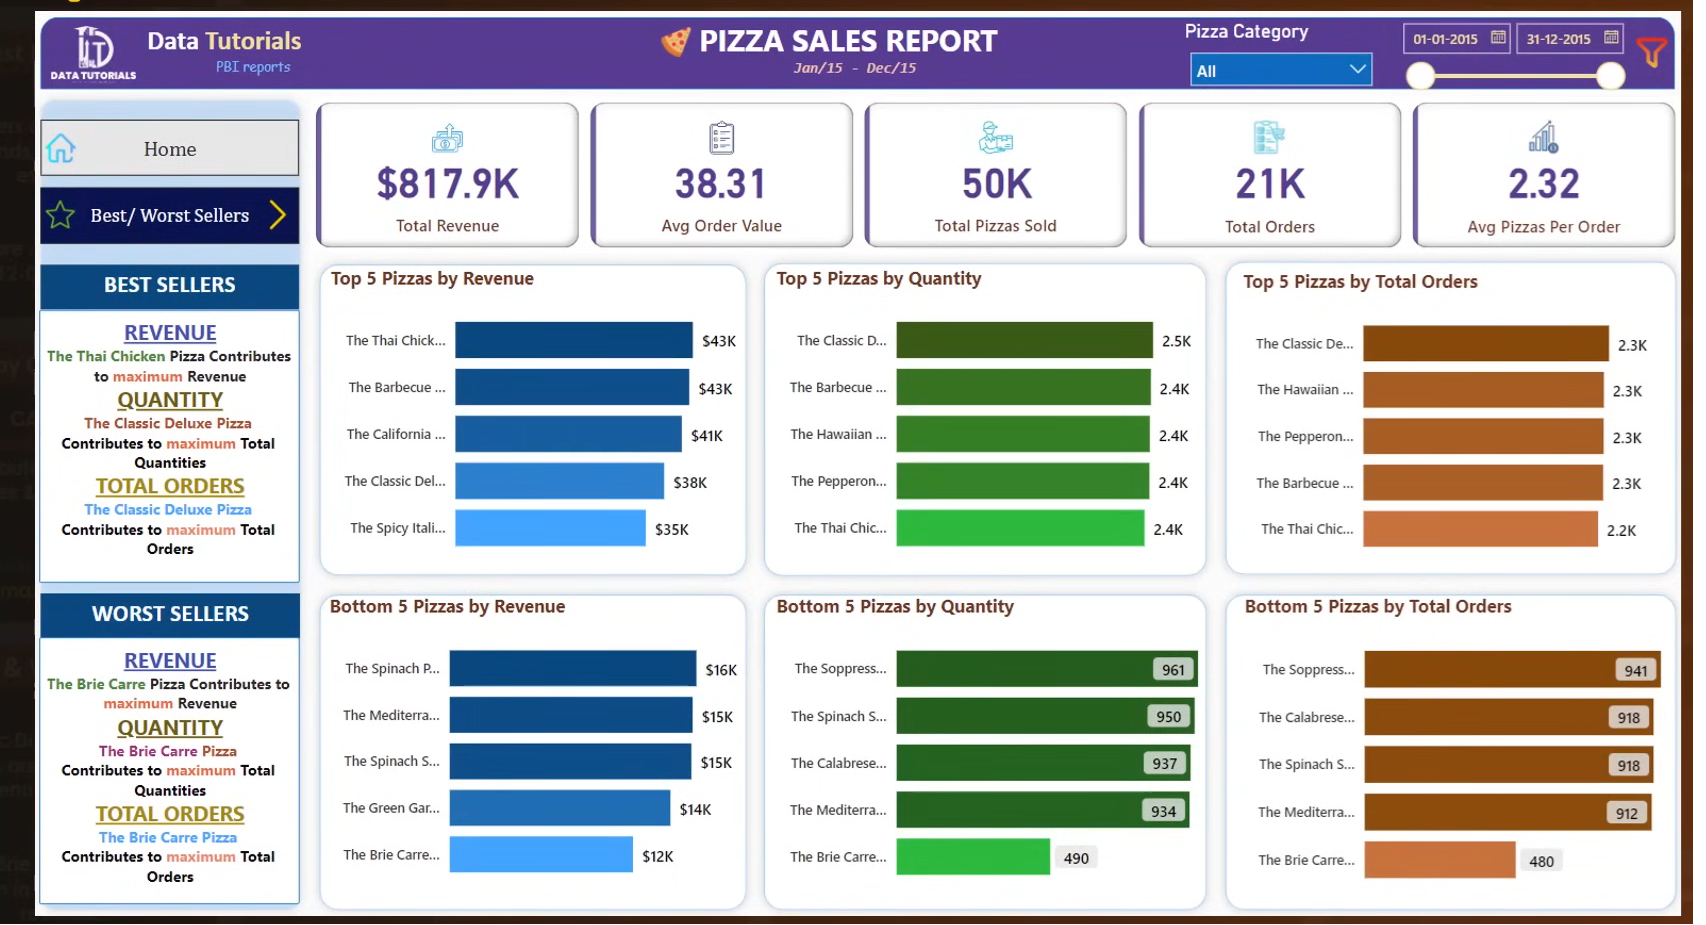 DATA TUTORIALS
Data Tutorials
PBI reports
PIZZA SALES REPORT
Jan/15 - Dec/15
Pizza Category
All
01-01-2015
31-12-2015
Home
Best/ Worst Sellers
$817.9K
Total Revenue
38.31
Avg Order Value
50K
Total Pizzas Sold
21K
Total Orders
2.32
Avg Pizzas Per Order
BEST SELLERS
REVENUE
The Thai Chicken Pizza Contributes
to maximum Revenue
QUANTITY
The Classic Deluxe Pizza
Contributes to maximum Total
Quantities
TOTAL ORDERS
The Classic Deluxe Pizza
Contributes to maximum Total
Orders
Top 5 Pizzas by Revenue
The Thai Chick... $43K
The Barbecue ... $43K
The California ... $41K
The Classic Del... $38K
The Spicy Itali... $35K
Top 5 Pizzas by Quantity
The Classic D... 2.5K
The Barbecue ... 2.4K
The Hawaiian ... 2.4K
The Pepperon... 2.4K
The Thai Chic... 2.4K
Top 5 Pizzas by Total Orders
The Classic De... 2.3K
The Hawaiian ... 2.3K
The Pepperon... 2.3K
The Barbecue ... 2.3K
The Thai Chic... 2.2K
WORST SELLERS
REVENUE
The Brie Carre Pizza Contributes to
maximum Revenue
QUANTITY
The Brie Carre Pizza
Contributes to maximum Total
Quantities
TOTAL ORDERS
The Brie Carre Pizza
Contributes to maximum Total
Orders
Bottom 5 Pizzas by Revenue
The Spinach P... $16K
The Mediterra... $15K
The Spinach S... $15K
The Green Gar... $14K
The Brie Carre... $12K
Bottom 5 Pizzas by Quantity
The Soppress... 961
The Spinach S... 950
The Calabrese... 937
The Mediterra... 934
The Brie Carre... 490
Bottom 5 Pizzas by Total Orders
The Soppress... 941
The Calabrese... 918
The Spinach S... 918
The Mediterra... 912
The Brie Carre... 480